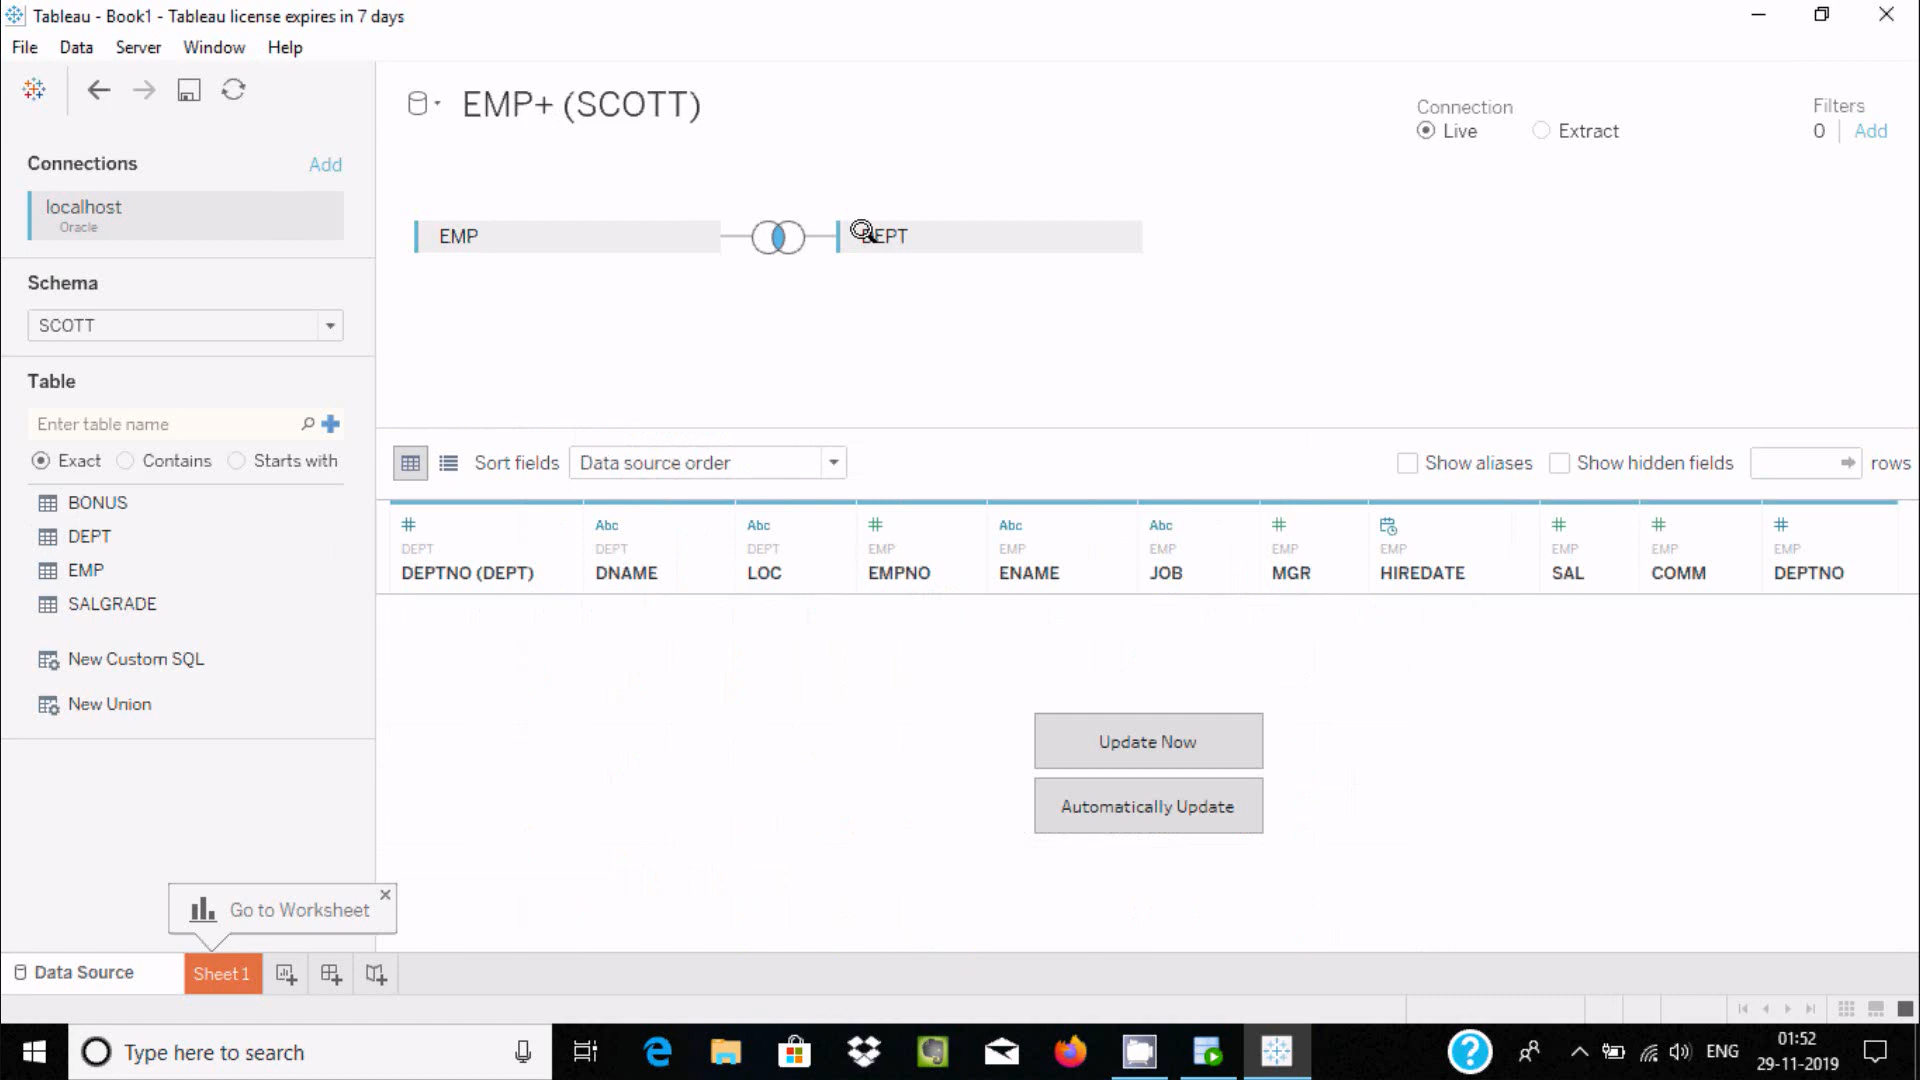 Tableau - Book1 - Tableau license expires in 7 days
File Data Server Window Help
Connections Add
localhost
Oracle
Schema
SCOTT
Table
Enter table name
Exact Contains Starts with
BONUS
DEPT
EMP
SALGRADE
New Custom SQL
New Union
EMP+ (SCOTT)
Connection
Live Extract
Filters
0 Add
EMP DEPT
Sort fields Data source order Show aliases Show hidden fields rows
# Abc Abc # Abc Abc # # # #
DEPT DEPT DEPT EMP EMP EMP EMP EMP EMP EMP EMP
DEPTNO (DEPT) DNAME LOC EMPNO ENAME JOB MGR HIREDATE SAL COMM DEPTNO
Update Now
Automatically Update
Go to Worksheet
Data Source Sheet 1
Type here to search
ENG
01:52
29-11-2019